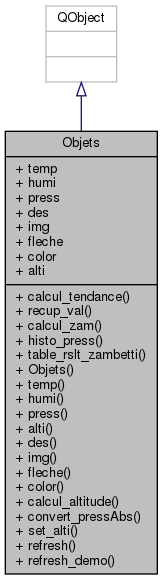 QObject
Objets
+ temp
+ humi
+ press
+ des
+ img
+ fleche
+ color
+ alti
+ calcul_tendance()
+ recup_val()
+ calcul_zam()
+ histo_press()
+ table_rslt_zambetti()
+ Objets()
+ temp()
+ humi()
+ press()
+ alti()
+ des()
+ img()
+ fleche()
+ color()
+ calcul_altitude()
+ convert_pressAbs()
+ set_alti()
+ refresh()
+ refresh_demo()